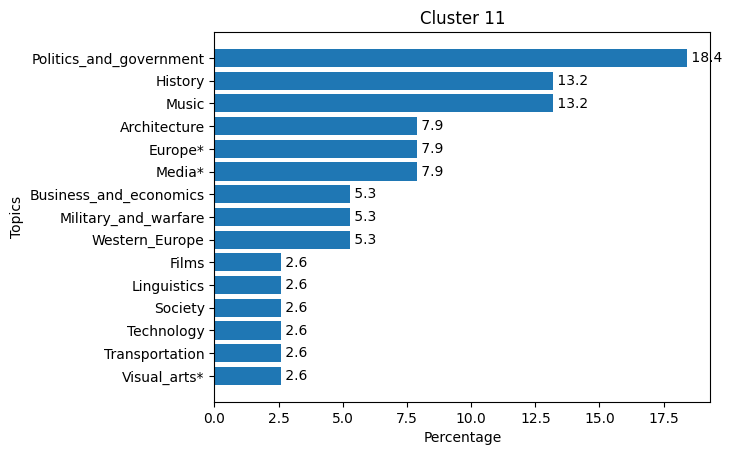 Cluster 11
Politics_and_government 18.4
History 13.2
Music 13.2
Architecture 7.9
Europe* 7.9
Media* 7.9
Business_and_economics 5.3
Military_and_warfare 5.3
Western_Europe 5.3
Films 2.6
Linguistics 2.6
Society 2.6
Technology 2.6
Transportation 2.6
Visual_arts* 2.6
Topics
0.0 2.5 5.0 7.5 10.0 12.5 15.0 17.5
Percentage